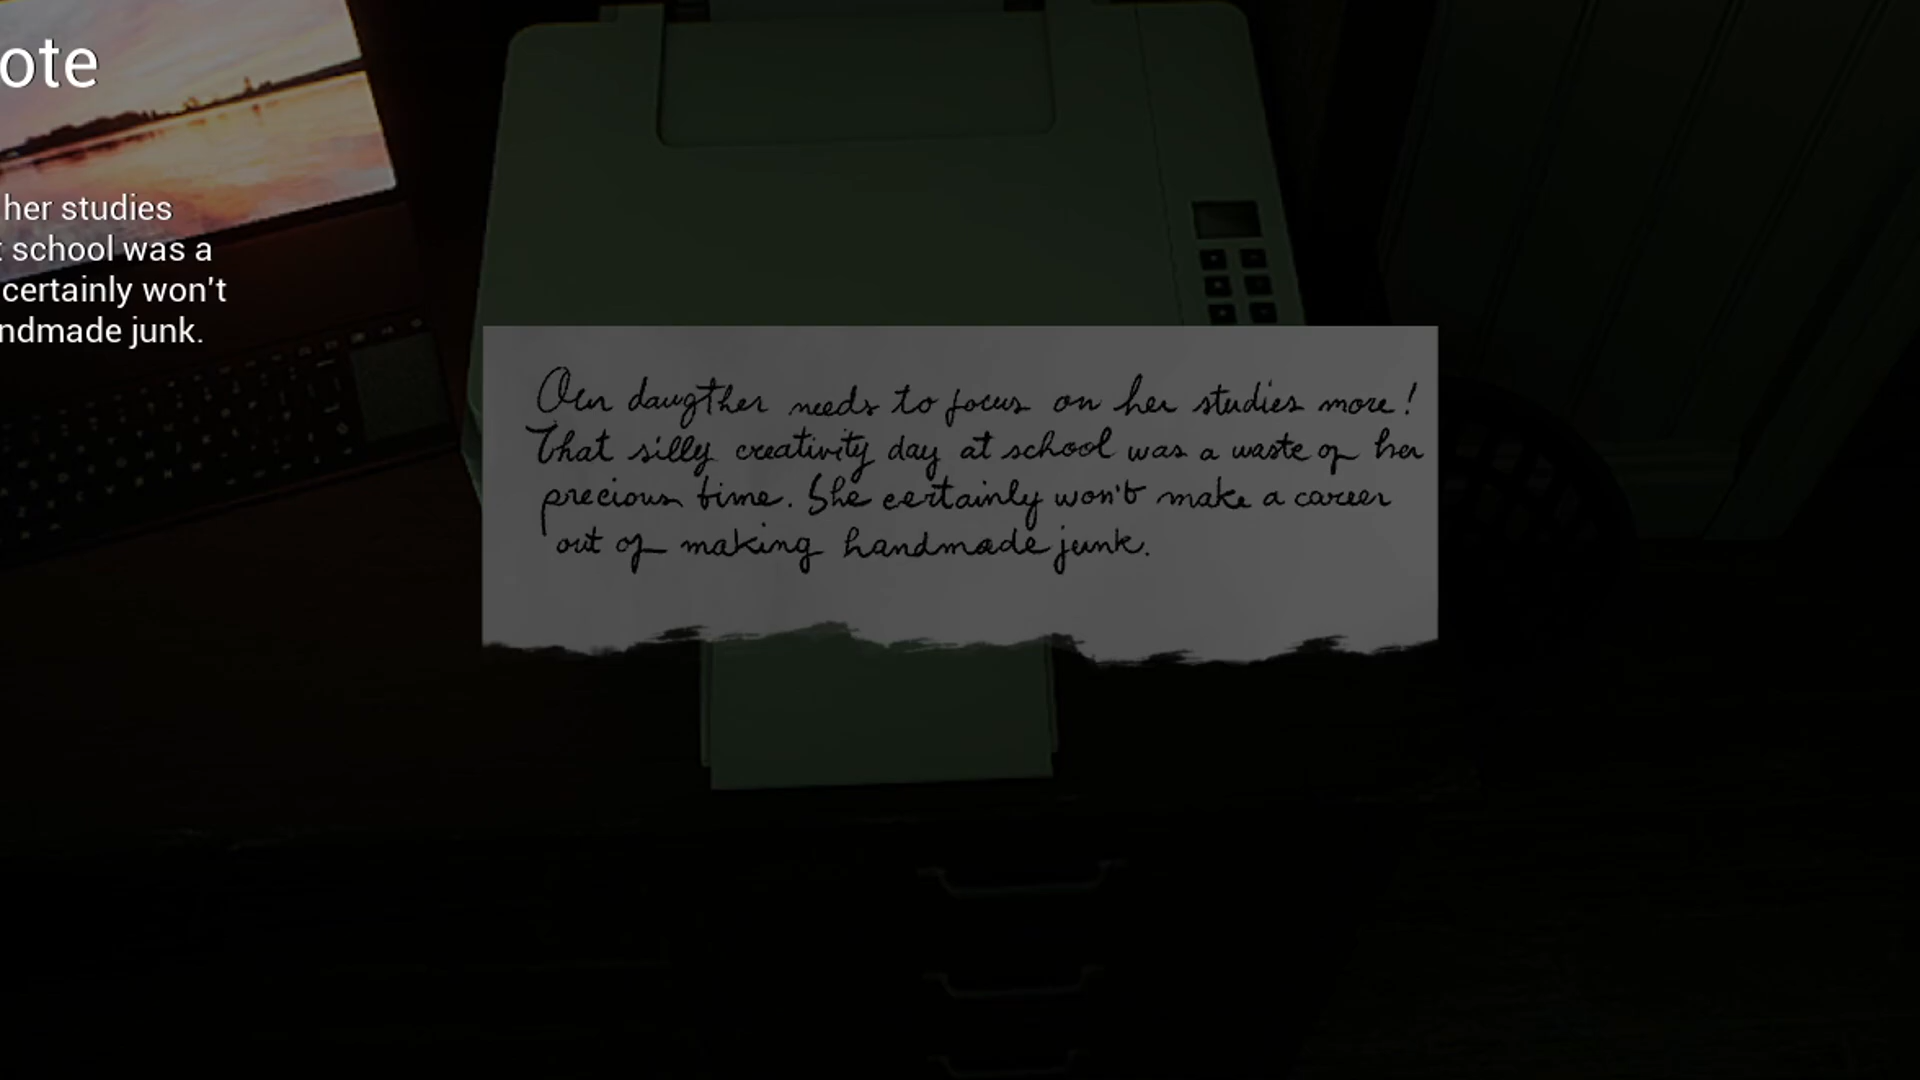 ote
her studies
t school was a
certainly won't
ndmade junk.
Our daugther needs to focus on her studies more!
That silly creativity day at school was a waste of her
precious time. She certainly won't make a career
out of making handmade junk.